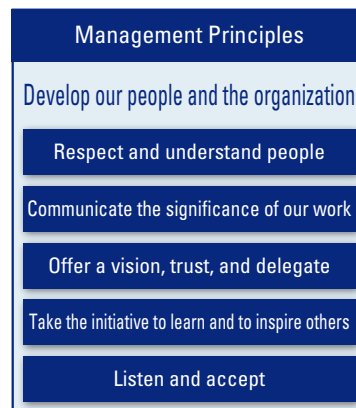 Management Principles
Develop our people and the organization
Respect and understand people
Communicate the significance of our work
Offer a vision, trust, and delegate
Take the initiative to learn and to inspire others
Listen and accept